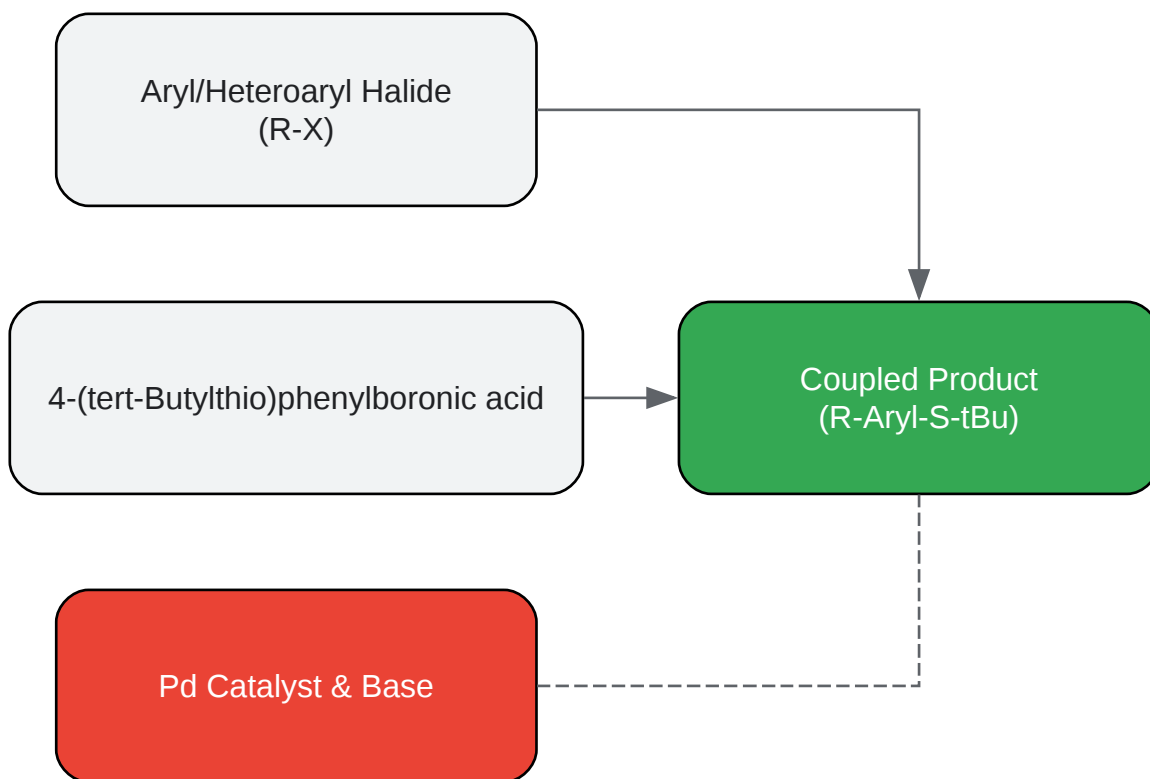 Aryl/Heteroaryl Halide
(R-X)
4-(tert-Butylthio)phenylboronic acid
Coupled Product
(R-Aryl-S-tBu)
Pd Catalyst & Base